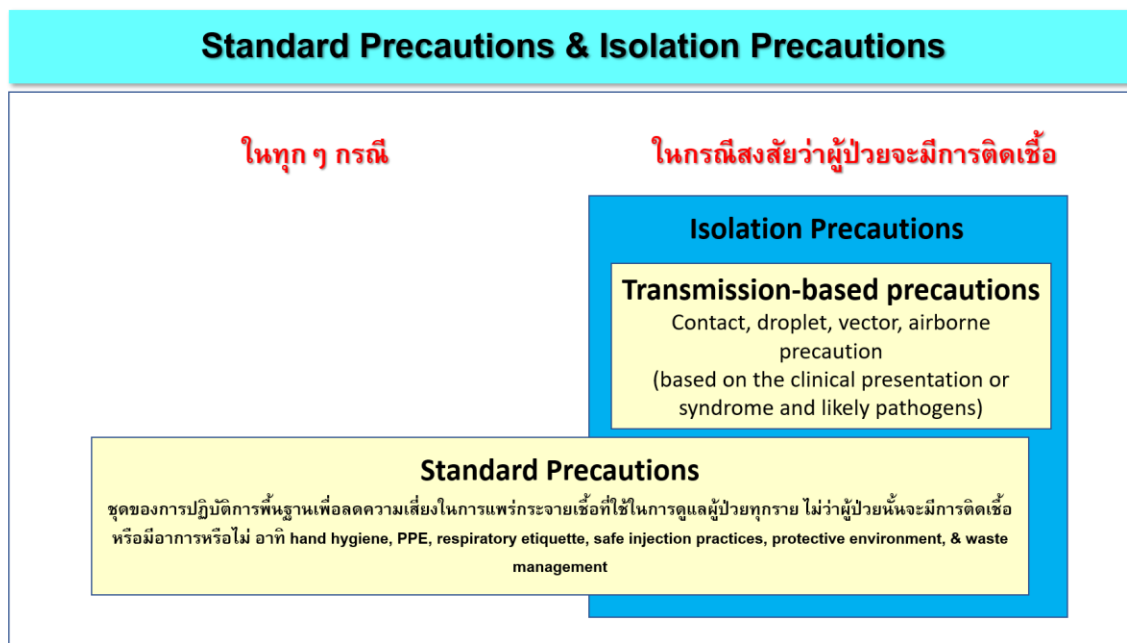 Standard Precautions & Isolation Precautions
ในทุก ๆ กรณี
ในกรณีสงสัยว่าผู้ป่วยจะมีการติดเชื้อ
Isolation Precautions
Transmission-based precautions
Contact, droplet, vector, airborne
precaution
(based on the clinical presentation or
syndrome and likely pathogens)
Standard Precautions
ชุดของการปฏิบัติการพื้นฐานเพื่อลดความเสี่ยงในการแพร่กระจายเชื้อที่ใช้ในการดูแลผู้ป่วยทุกราย ไม่ว่าผู้ป่วยนั้นจะมีการติดเชื้อ
หรือมีอาการหรือไม่ อาทิ hand hygiene, PPE, respiratory etiquette, safe injection practices, protective environment, & waste
management